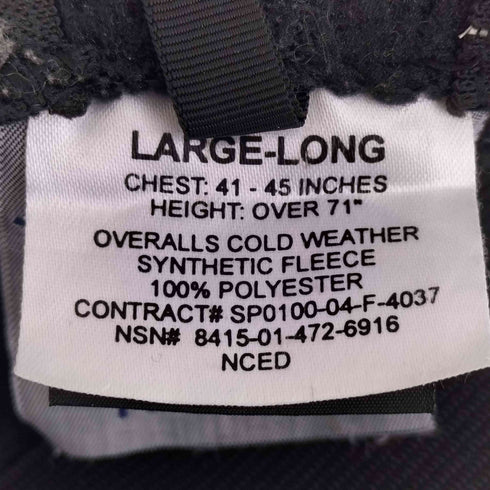 LARGE-LONG
CHEST: 41 - 45 INCHES
HEIGHT: OVER 71"
OVERALLS COLD WEATHER
SYNTHETIC FLEECE
100% POLYESTER
CONTRACT# SP0100-04-F-4037
NSN# 8415-01-472-6916
NCED